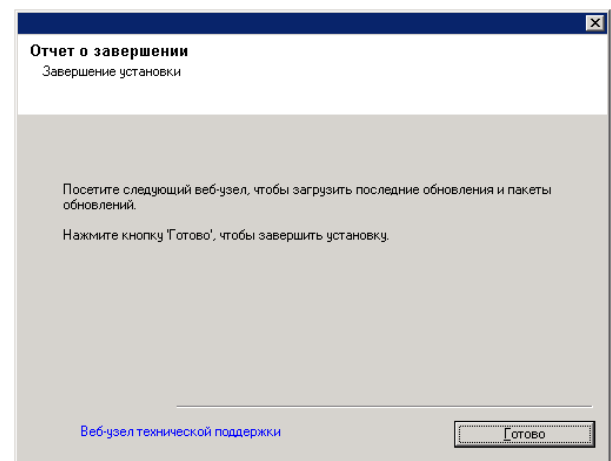 Отчет о завершении
Завершение установки
Посетите следующий веб-узел, чтобы загрузить последние обновления и пакеты
обновлений.
Нажмите кнопку 'Готово', чтобы завершить установку.
Веб-узел технической поддержки
Готово